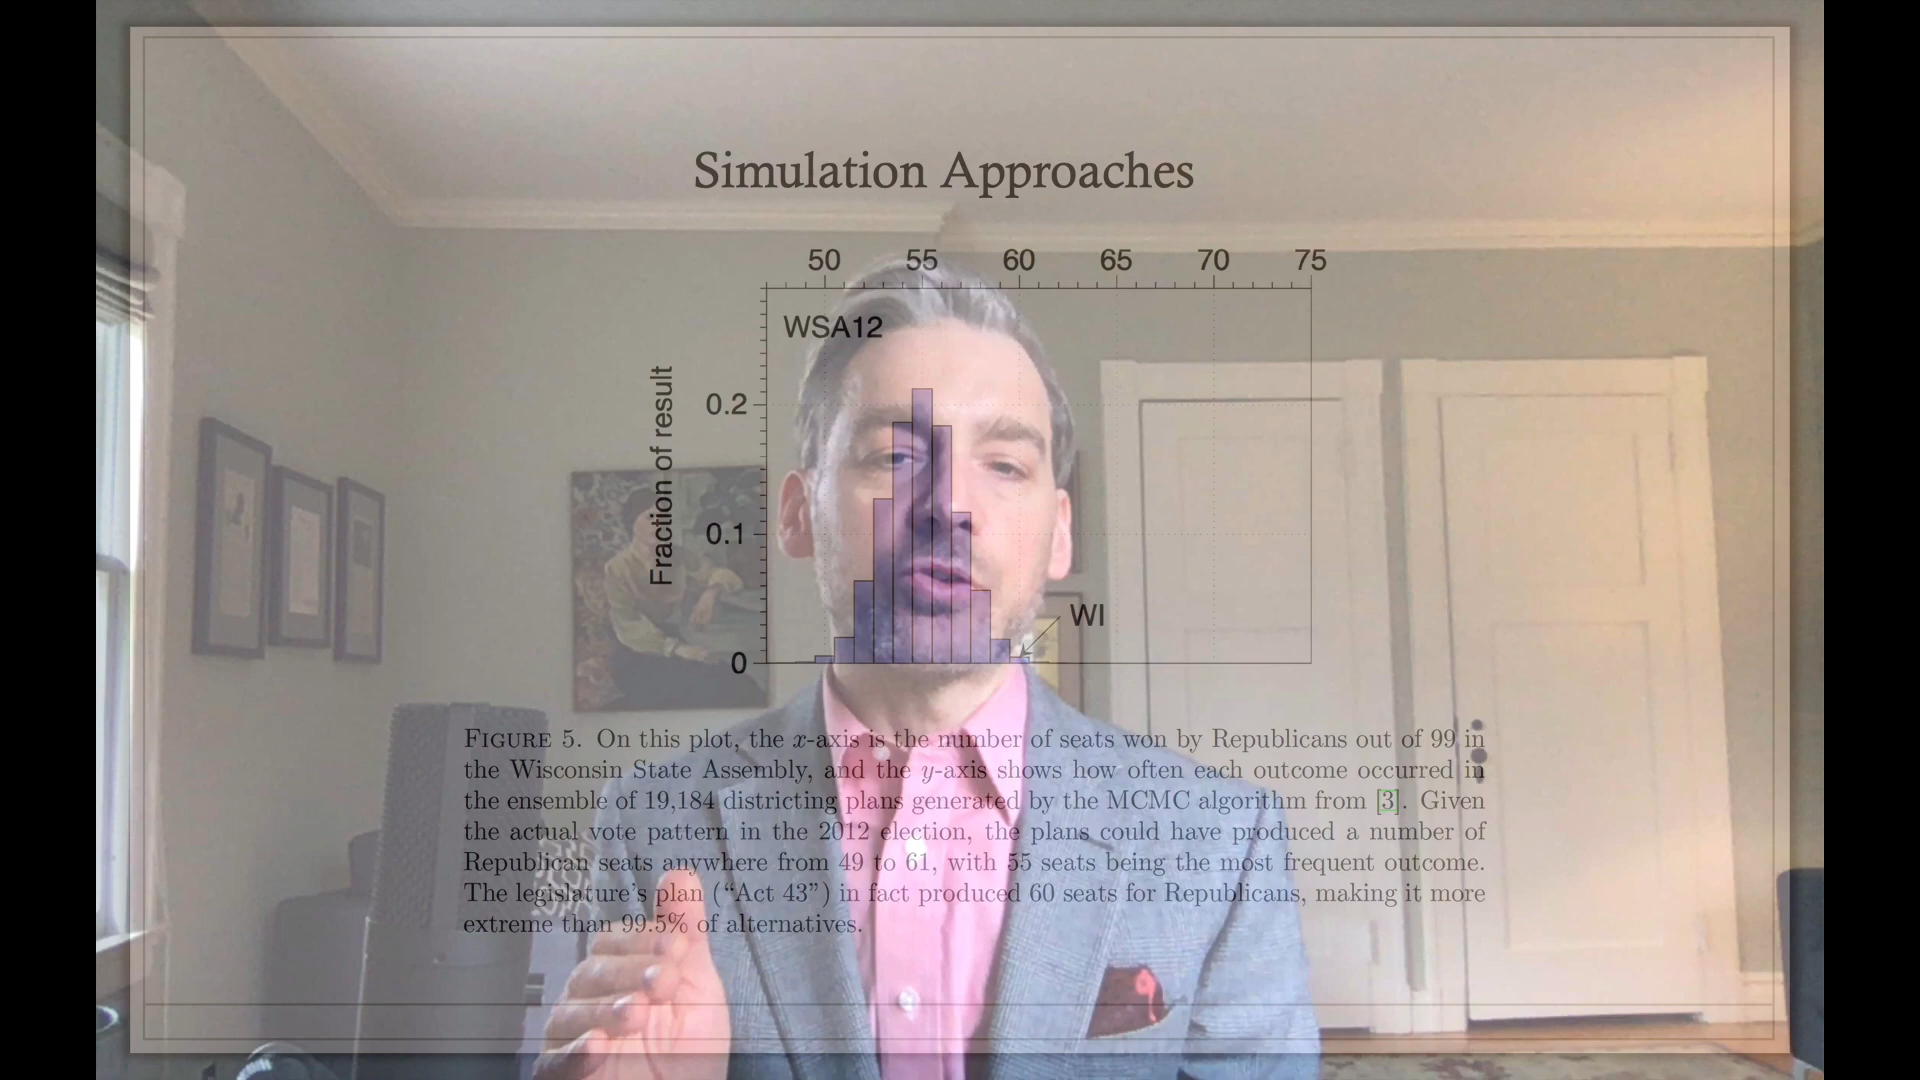 Simulation Approaches
50 55 60 65 70 75
WSA12
Fraction of result
0.2
0.1
WI
0
FIGURE 5. On this plot, the x-axis is the number of seats won by Republicans out of 99 in
the Wisconsin State Assembly, and the y-axis shows how often each outcome occurred in
the ensemble of 19,184 districting plans generated by the MCMC algorithm from [3]. Given
the actual vote pattern in the 2012 election, the plans could have produced a number of
Republican seats anywhere from 49 to 61, with 55 seats being the most frequent outcome.
The legislature's plan (“Act 43”) in fact produced 60 seats for Republicans, making it more
extreme than 99.5% of alternatives.